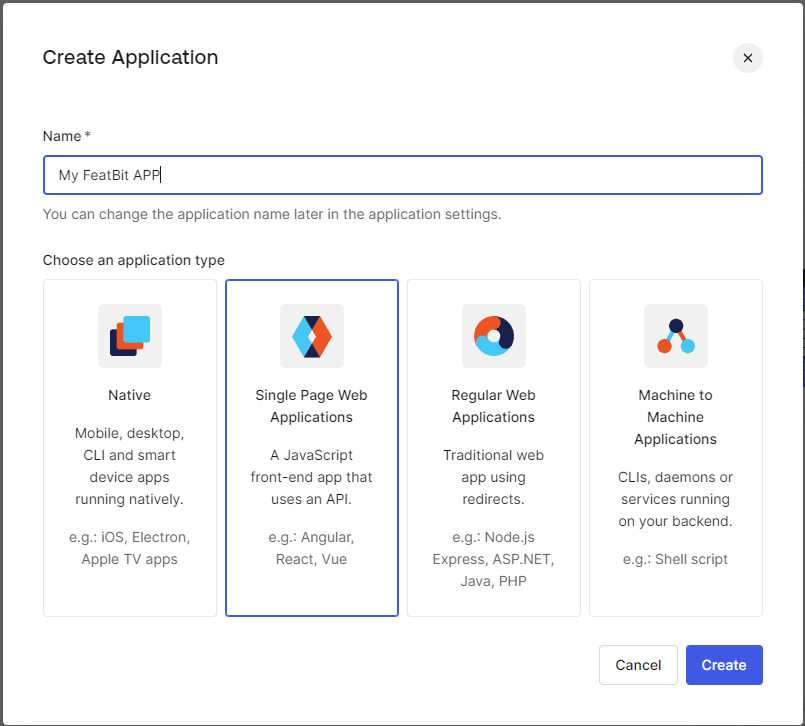 Create Application
Name *
My FeatBit APP
You can change the application name later in the application settings.
Choose an application type
Native
Mobile, desktop,
CLI and smart
device apps
running natively.
e.g.: iOS, Electron,
Apple TV apps
Single Page Web
Applications
A JavaScript
front-end app that
uses an API.
e.g.: Angular,
React, Vue
Regular Web
Applications
Traditional web
app using
redirects.
e.g.: Node.js
Express, ASP.NET,
Java, PHP
Machine to
Machine
Applications
CLIs, daemons or
services running
on your backend.
e.g.: Shell script
Cancel
Create